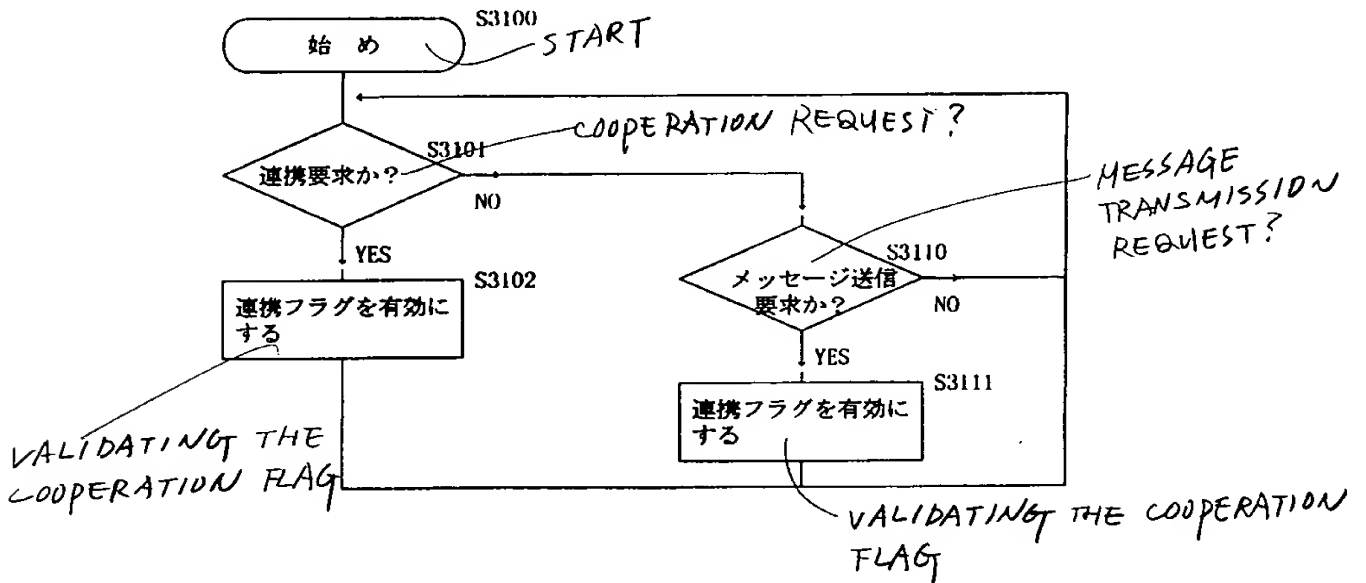 S3100
始 め
START
COOPERATION REQUEST?
S3101
連携要求か?
NO
MESSAGE
TRANSMISSION
REQUEST?
YES
S3110
メッセージ送信
要求か?
NO
S3102
連携フラグを有効に
する
YES
S3111
連携フラグを有効に
する
VALIDATING THE
COOPERATION FLAG
VALIDATING THE COOPERATION
FLAG